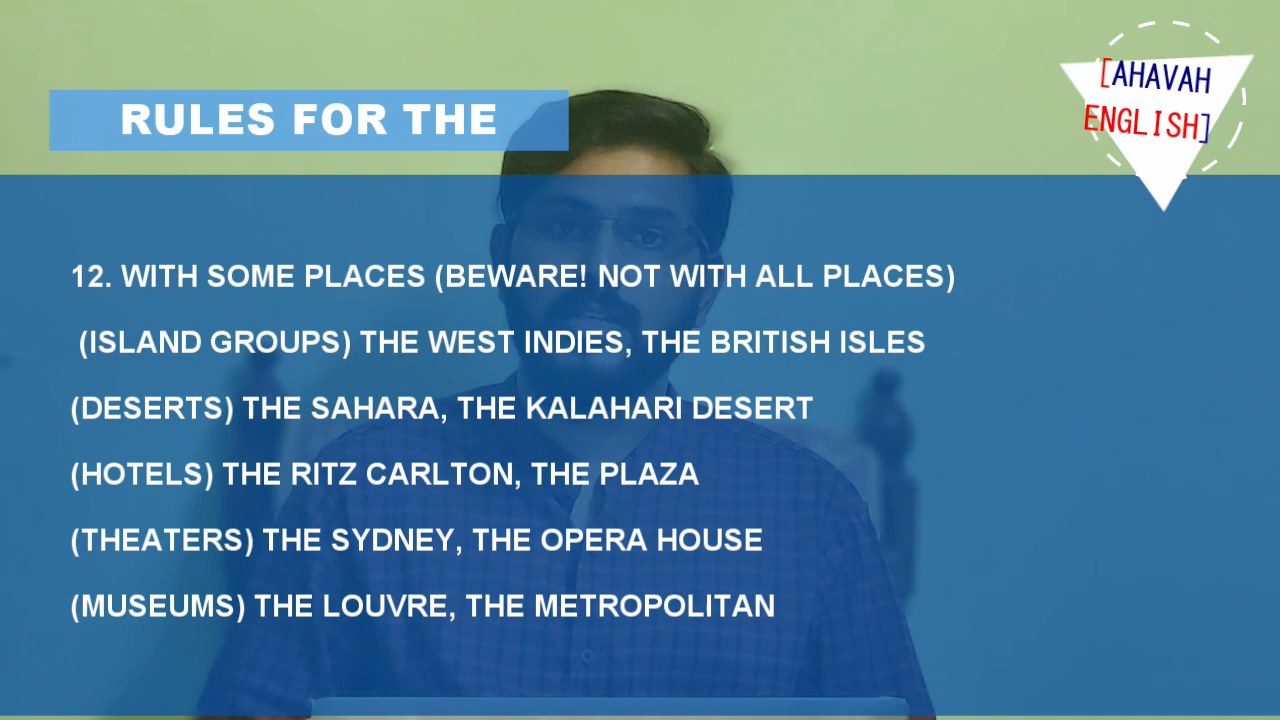 RULES FOR THE
[AHAVAH
ENGLISH]
12. WITH SOME PLACES (BEWARE! NOT WITH ALL PLACES)
(ISLAND GROUPS) THE WEST INDIES, THE BRITISH ISLES
(DESERTS) THE SAHARA, THE KALAHARI DESERT
(HOTELS) THE RITZ CARLTON, THE PLAZA
(THEATERS) THE SYDNEY, THE OPERA HOUSE
(MUSEUMS) THE LOUVRE, THE METROPOLITAN